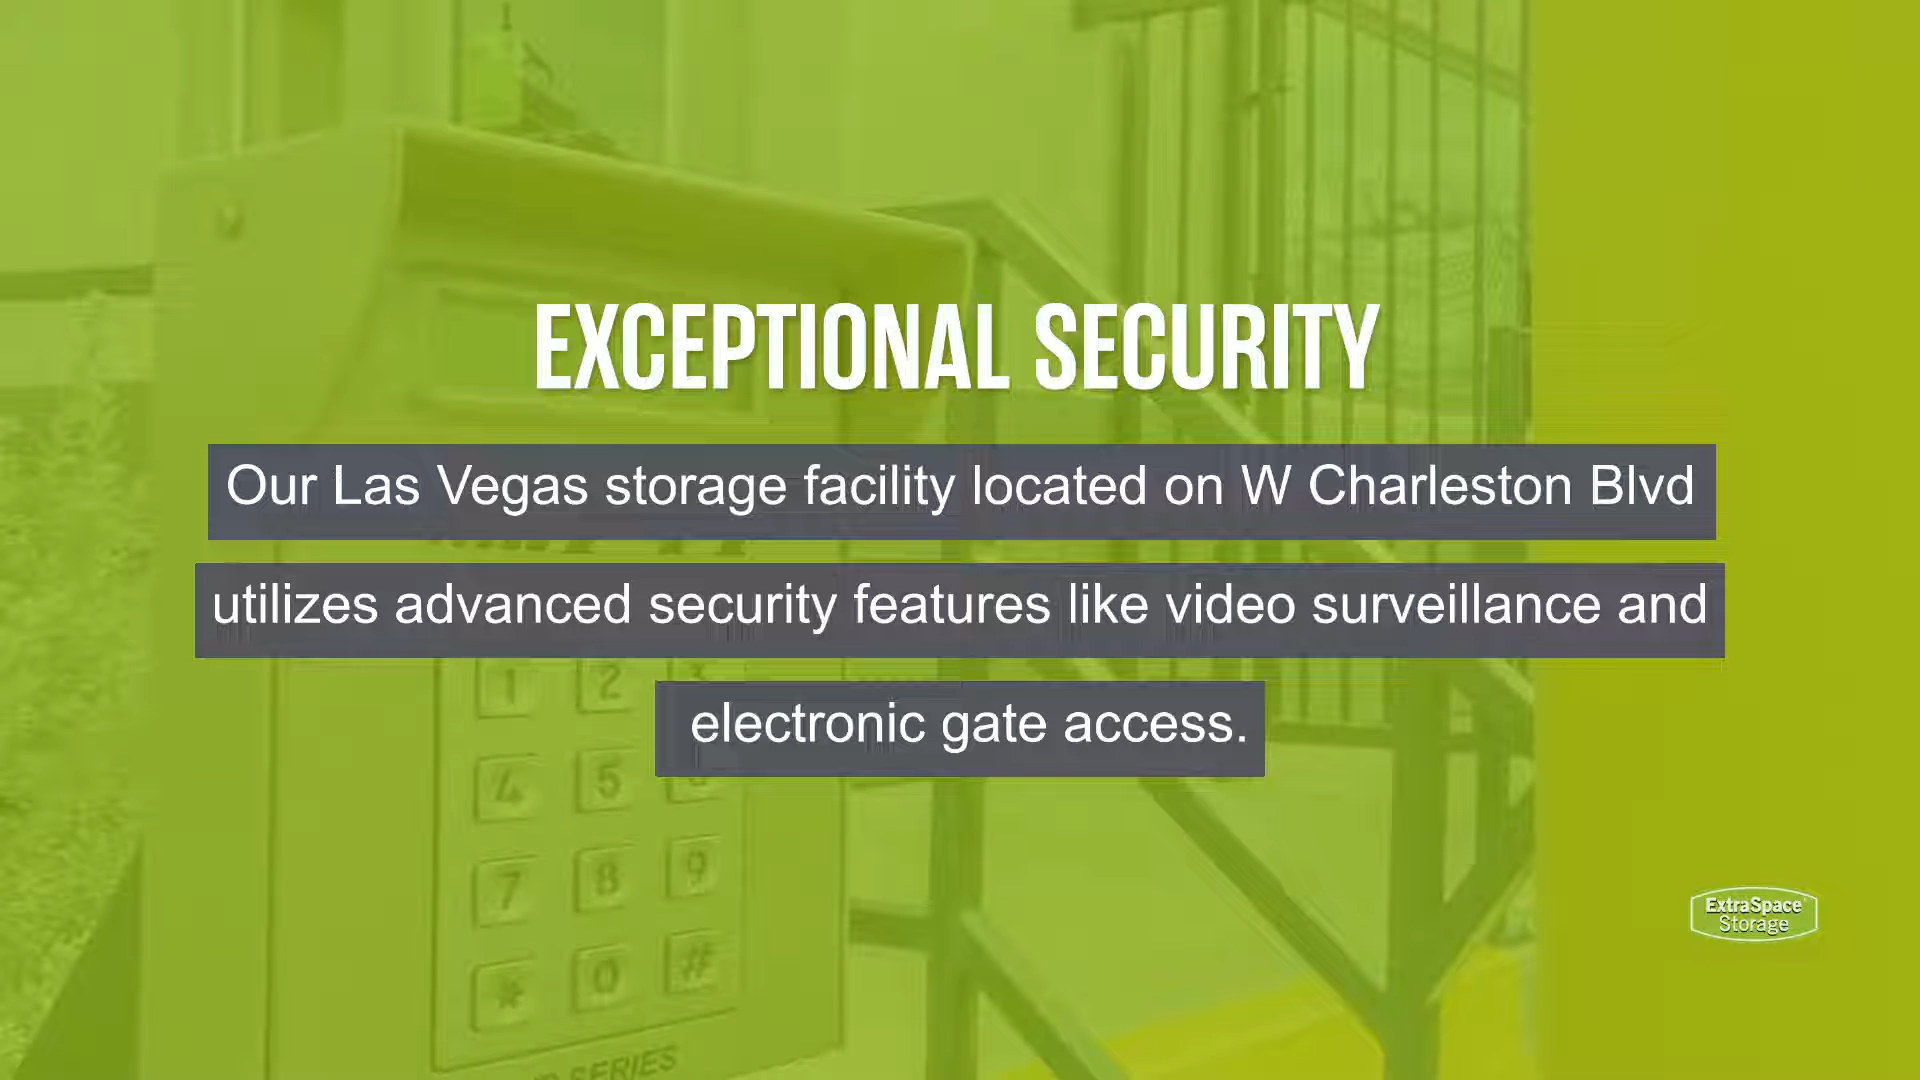 EXCEPTIONAL SECURITY
Our Las Vegas storage facility located on W Charleston Blvd
utilizes advanced security features like video surveillance and
electronic gate access.
1 2 3
4 5
7 8 9
* 0 #
SERIES
ExtraSpace
Storage